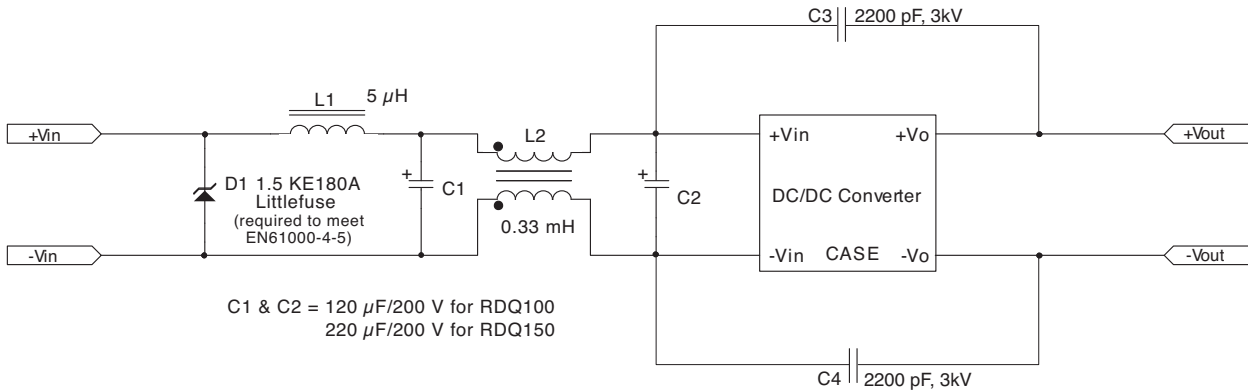 C3 2200 pF, 3kV
L1 5 µH
L2
+Vin
+Vin +Vo
+Vout
D1 1.5 KE180A
Littlefuse
(required to meet
EN61000-4-5)
+
C1
+
C2
DC/DC Converter
0.33 mH
-Vin
-Vin CASE -Vo
-Vout
C1 & C2 = 120 µF/200 V for RDQ100
220 µF/200 V for RDQ150
C4 2200 pF, 3kV